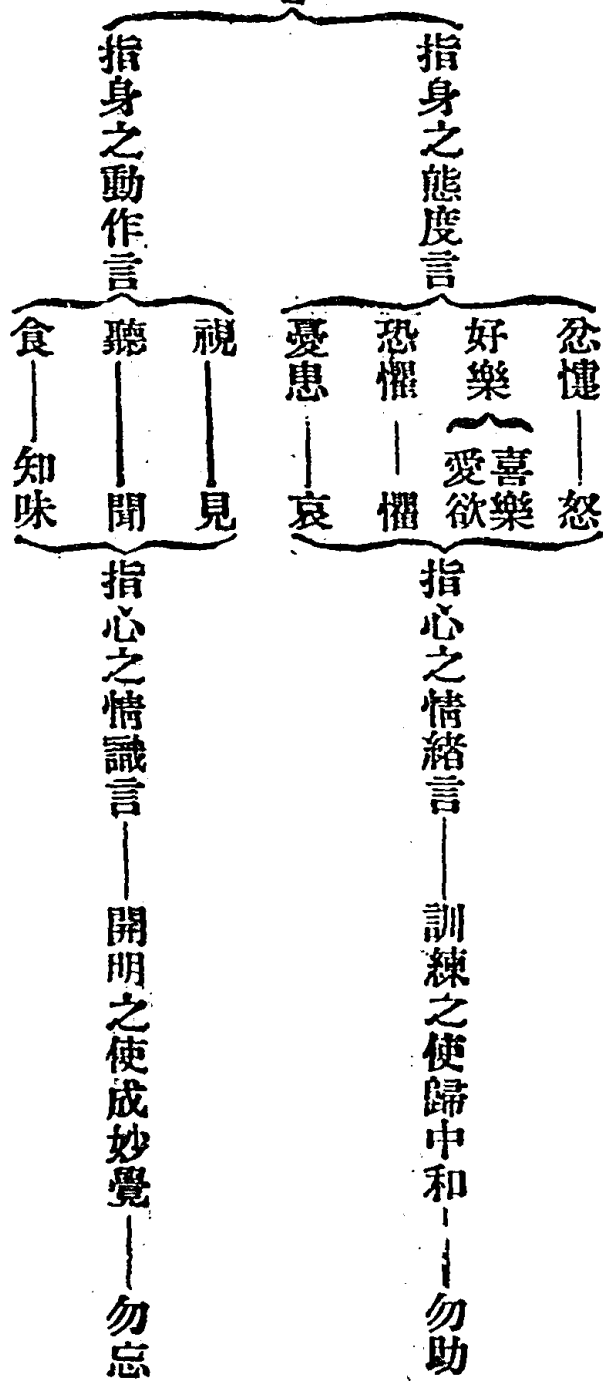 指身之態度言
忿懥
怒
好樂
喜樂
愛欲
恐懼
懼
憂患
哀
指心之情緒言
訓練之使歸中和
勿助
指身之動作言
視
見
聽
聞
食
知味
指心之情識言
開明之使成妙覺
勿忘